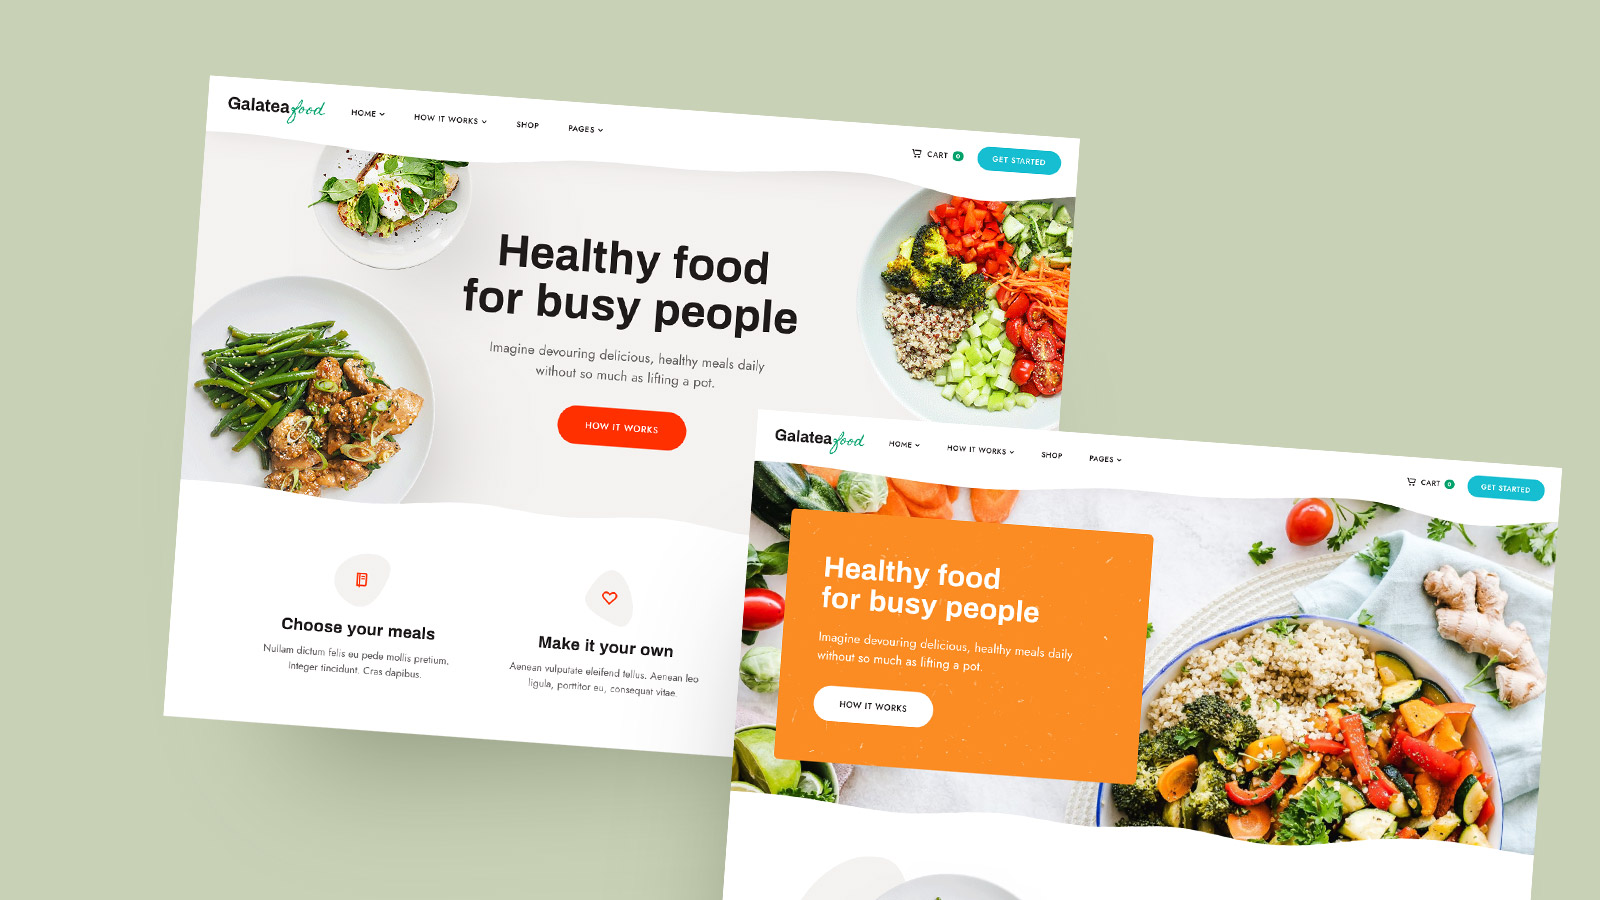 Galatea food
HOME
HOW IT WORKS
SHOP
PAGES
CART 0
GET STARTED
Healthy food
for busy people
Imagine devouring delicious, healthy meals daily
without so much as lifting a pot.
HOW IT WORKS
Choose your meals
Nullam dictum felis eu pede mollis pretium.
Integer tincidunt. Cras dapibus.
Make it your own
Aenean vulputate eleifend tellus. Aenean leo
ligula, porttitor eu, consequat vitae.
Galatea food
HOME
HOW IT WORKS
SHOP
PAGES
CART 0
GET STARTED
Healthy food
for busy people
Imagine devouring delicious, healthy meals daily
without so much as lifting a pot.
HOW IT WORKS